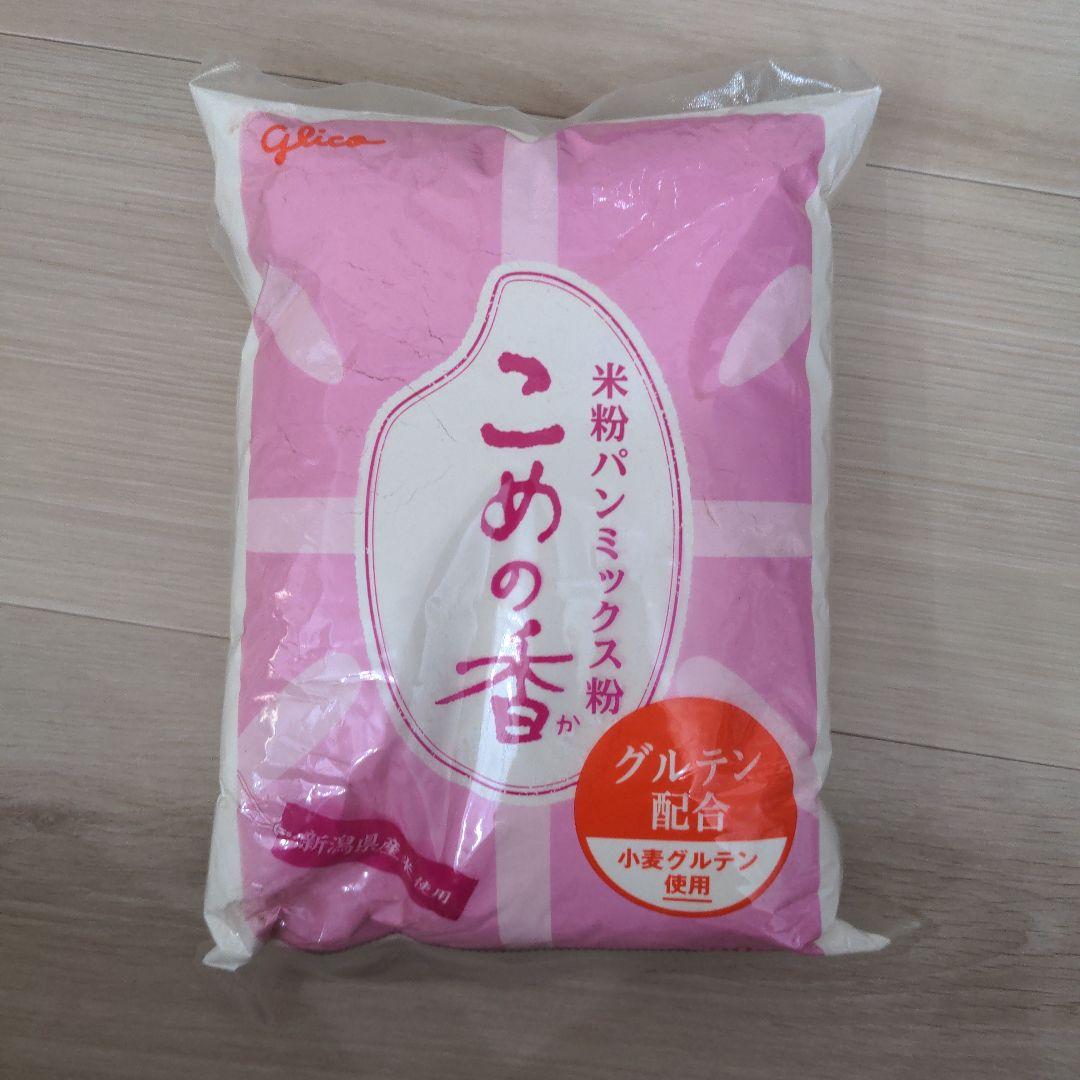 glico
米粉パンミックス粉
こめの香
か
グルテン
配合
小麦グルテン
使用
新潟県産米使用